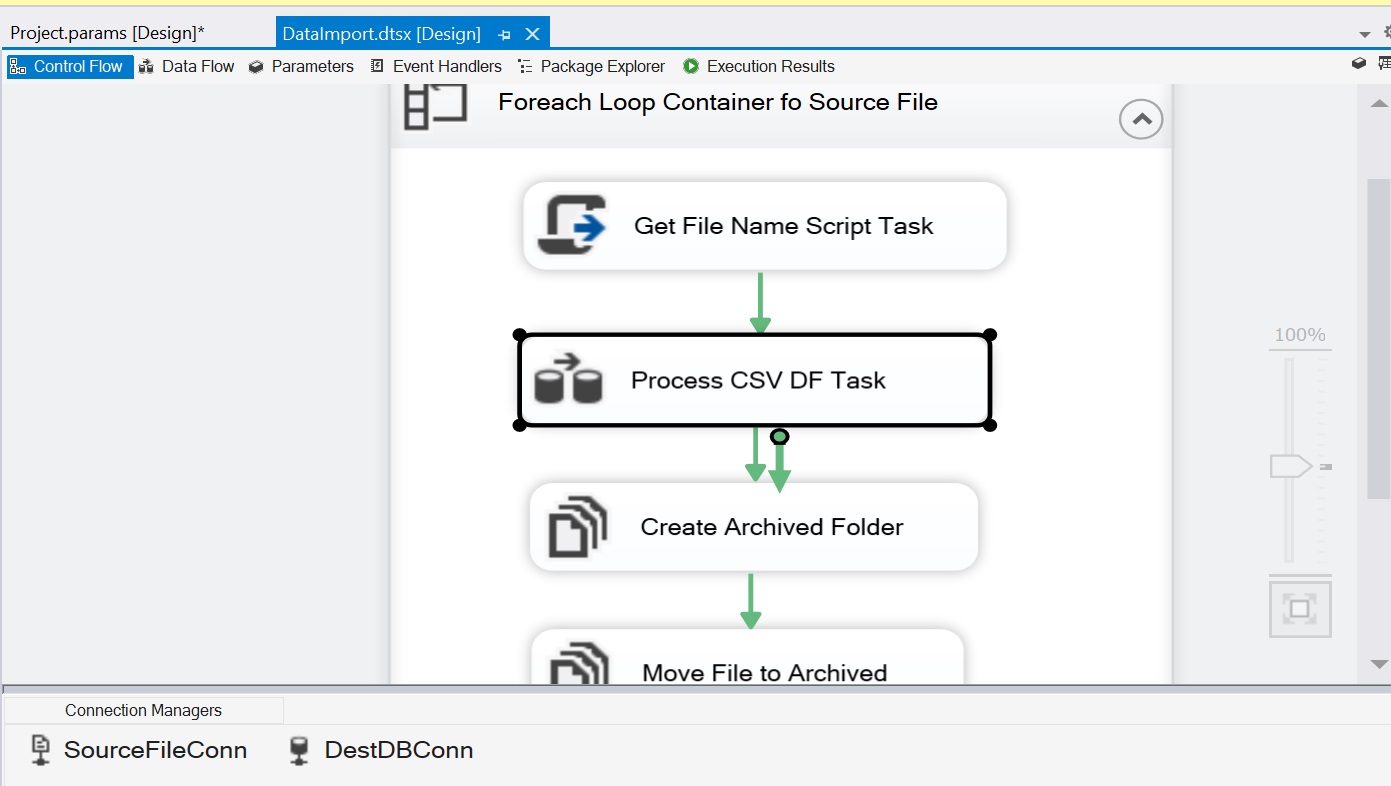 Project.params [Design]*
DataImport.dtsx [Design]
Control Flow
Data Flow
Parameters
Event Handlers
Package Explorer
Execution Results
Foreach Loop Container fo Source File
Get File Name Script Task
Process CSV DF Task
100%
Create Archived Folder
Move File to Archived
Connection Managers
SourceFileConn
DestDBConn